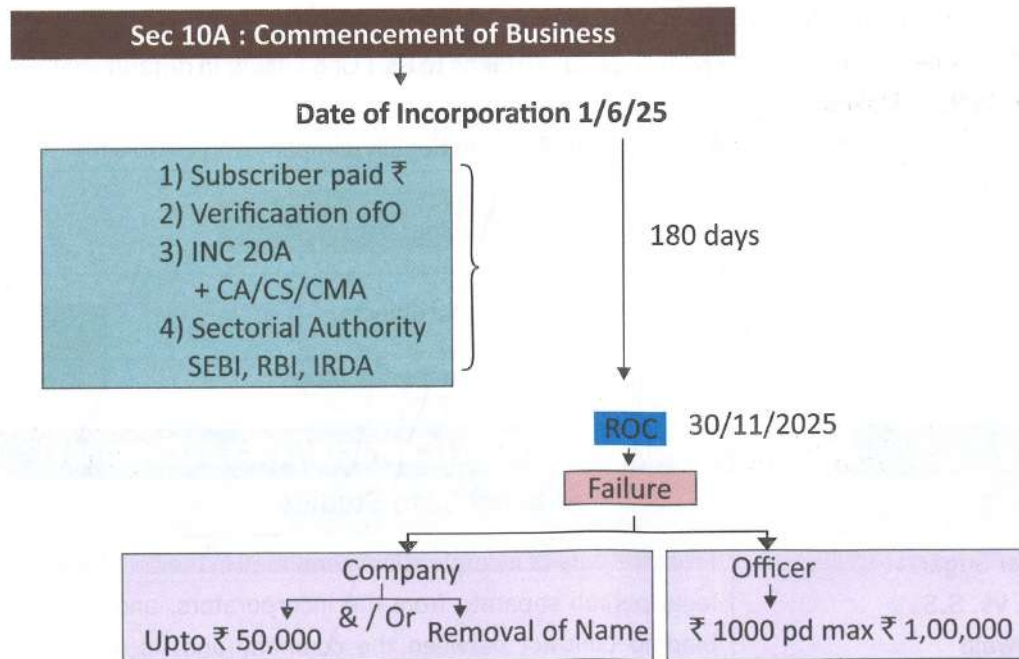 Sec 10A : Commencement of Business
Date of Incorporation 1/6/25
1) Subscriber paid ₹
2) Verificaation ofO
3) INC 20A
+ CA/CS/CMA
4) Sectorial Authority
SEBI, RBI, IRDA
180 days
ROC 30/11/2025
Failure
Company
Upto ₹ 50,000 & / Or Removal of Name
Officer
₹ 1000 pd max ₹ 1,00,000